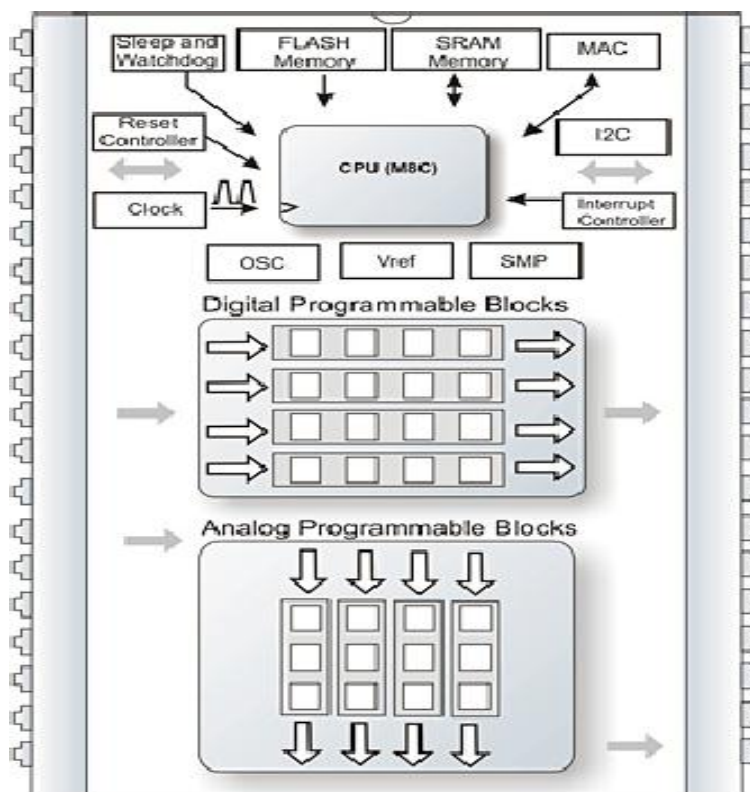 Sleep and
Watchdog
FLASH
Memory
SRAM
Memory
MAC
Reset
Controller
CPU (M8C)
I2C
Clock
Interrupt
Controller
OSC
Vref
SMP
Digital Programmable Blocks
Analog Programmable Blocks